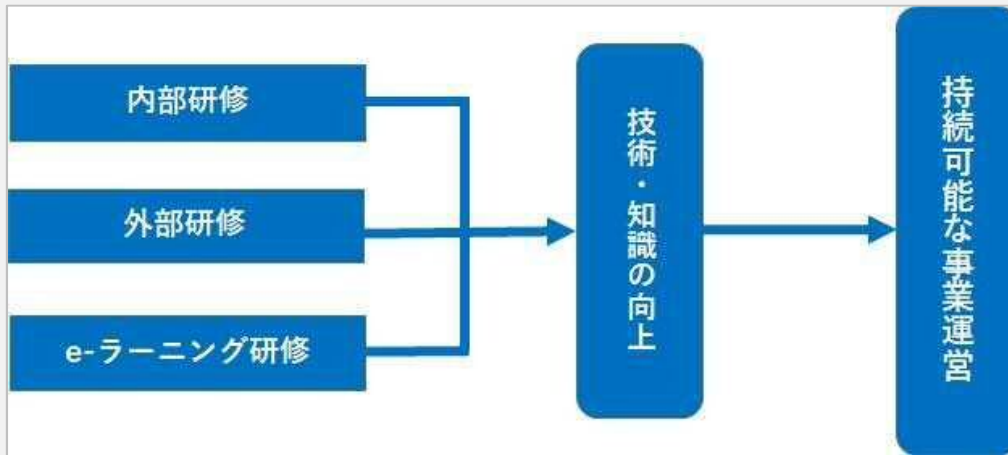 内部研修
外部研修
e-ラーニング研修
技術・知識の向上
持続可能な事業運営